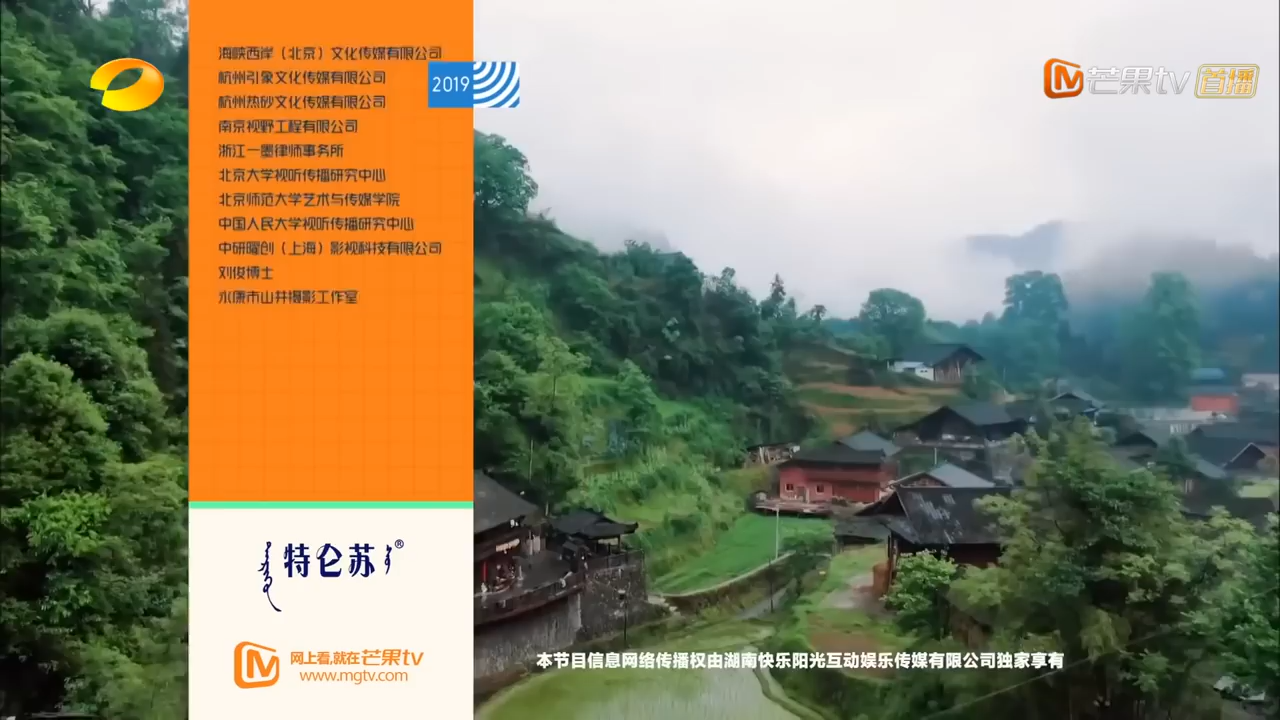 海峡西岸（北京）文化传媒有限公司
杭州引象文化传媒有限公司
杭州热砂文化传媒有限公司
南京视野工程有限公司
浙江一墨律师事务所
北京大学视听传播研究中心
北京师范大学艺术与传媒学院
中国人民大学视听传播研究中心
中研曜创（上海）影视科技有限公司
刘俊博士
永康市山井摄影工作室
2019
芒果tv 首播
特仑苏®
网上看,就在芒果tv
www.mgtv.com
本节目信息网络传播权由湖南快乐阳光互动娱乐传媒有限公司独家享有